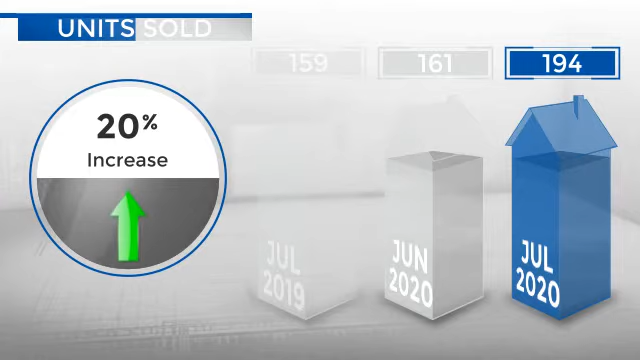 UNITS SOLD
159
161
194
20%
Increase
JUL
2019
JUN
2020
JUL
2020